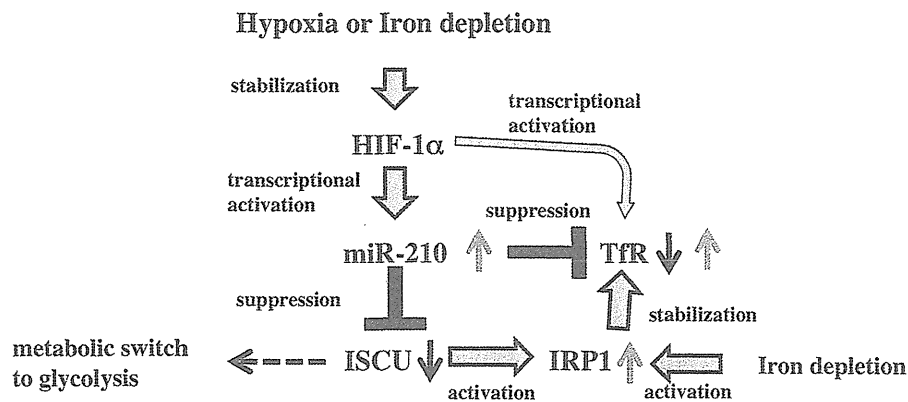 Hypoxia or Iron depletion
stabilization
transcriptional
activation
HIF-1α
transcriptional
activation
suppression
miR-210
TfR
suppression
stabilization
metabolic switch
to glycolysis
ISCU
IRP1
Iron depletion
activation
activation